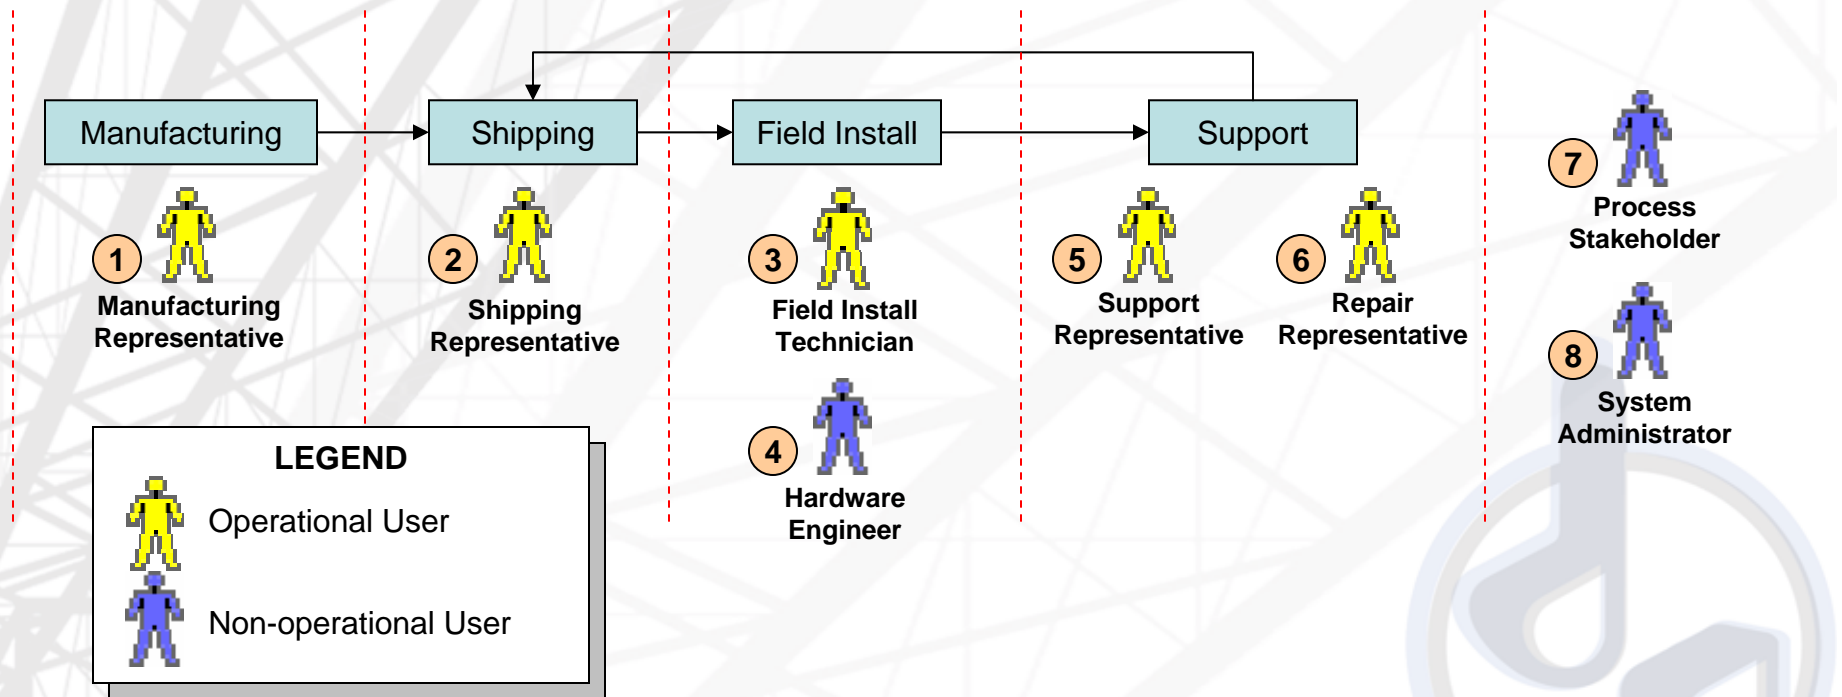 Manufacturing
Shipping
Field Install
Support
1
Manufacturing
Representative
2
Shipping
Representative
3
Field Install
Technician
4
Hardware
Engineer
5
Support
Representative
6
Repair
Representative
7
Process
Stakeholder
8
System
Administrator
LEGEND
Operational User
Non-operational User